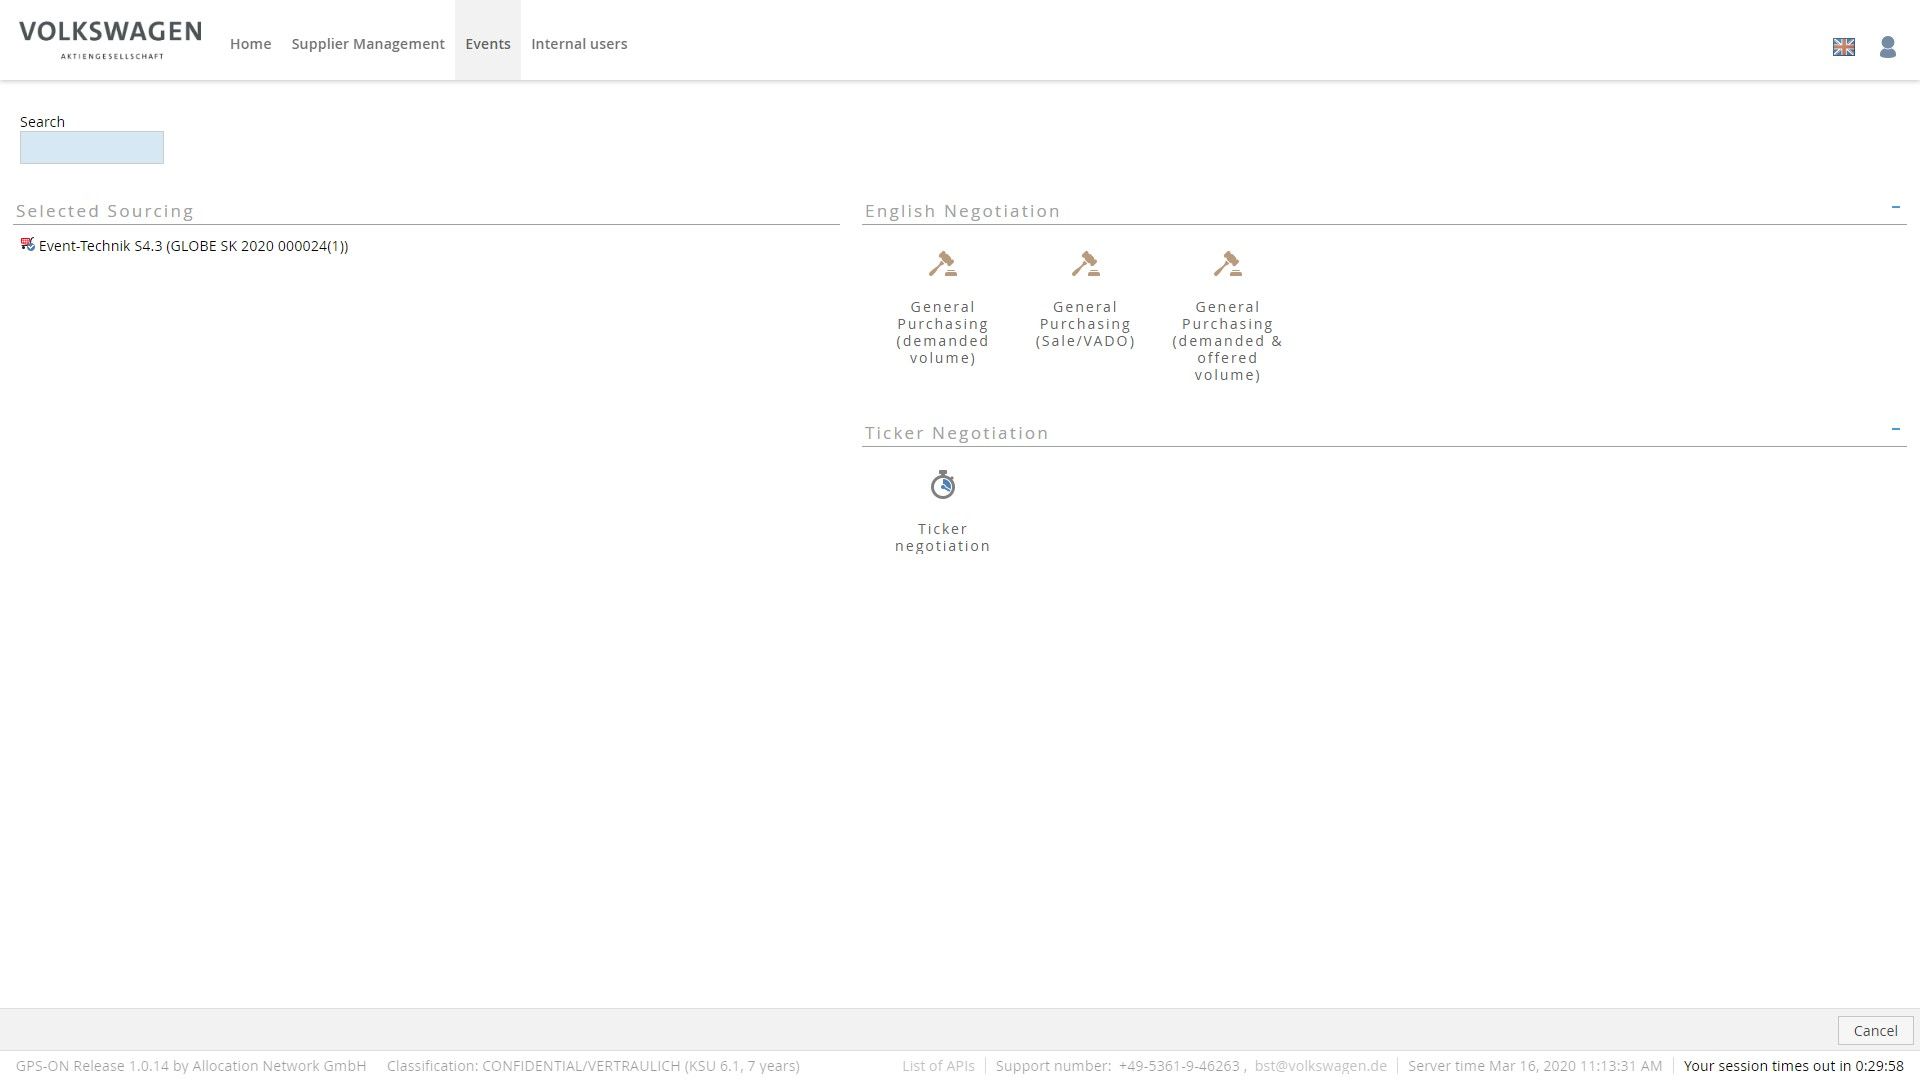 VOLKSWAGEN
AKTIENGESELLSCHAFT
Home Supplier Management Events Internal users
Search
Selected Sourcing
Event-Technik S4.3 (GLOBE SK 2020 000024(1))
English Negotiation
General
Purchasing
(demanded
volume)
General
Purchasing
(Sale/VADO)
General
Purchasing
(demanded &
offered
volume)
Ticker Negotiation
Ticker
negotiation
Cancel
GPS-ON Release 1.0.14 by Allocation Network GmbH Classification: CONFIDENTIAL/VERTRAULICH (KSU 6.1, 7 years) List of APIs Support number: +49-5361-9-46263 , bst@volkswagen.de Server time Mar 16, 2020 11:13:31 AM Your session times out in 0:29:58